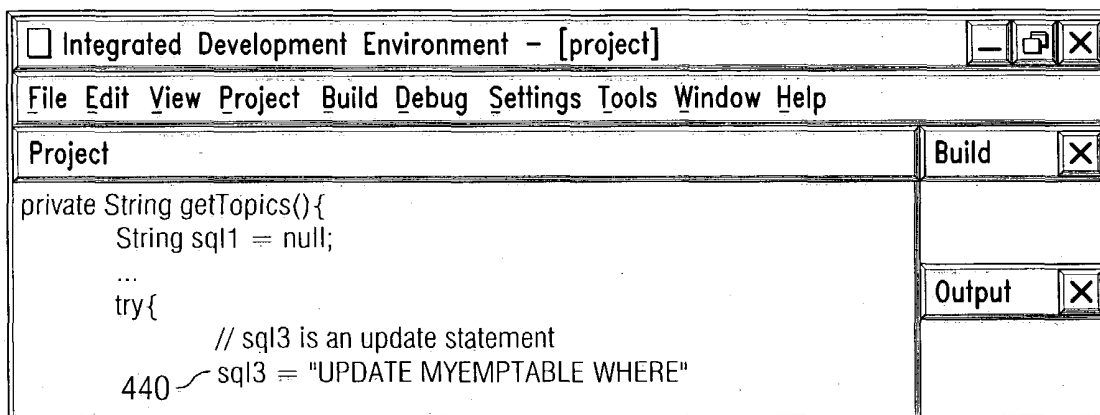 Integrated Development Environment – [project]
File Edit View Project Build Debug Settings Tools Window Help
Project
Build
private String getTopics(){
String sql1 = null;
...
try{
Output
// sql3 is an update statement
440 sql3 = "UPDATE MYEMPTABLE WHERE"